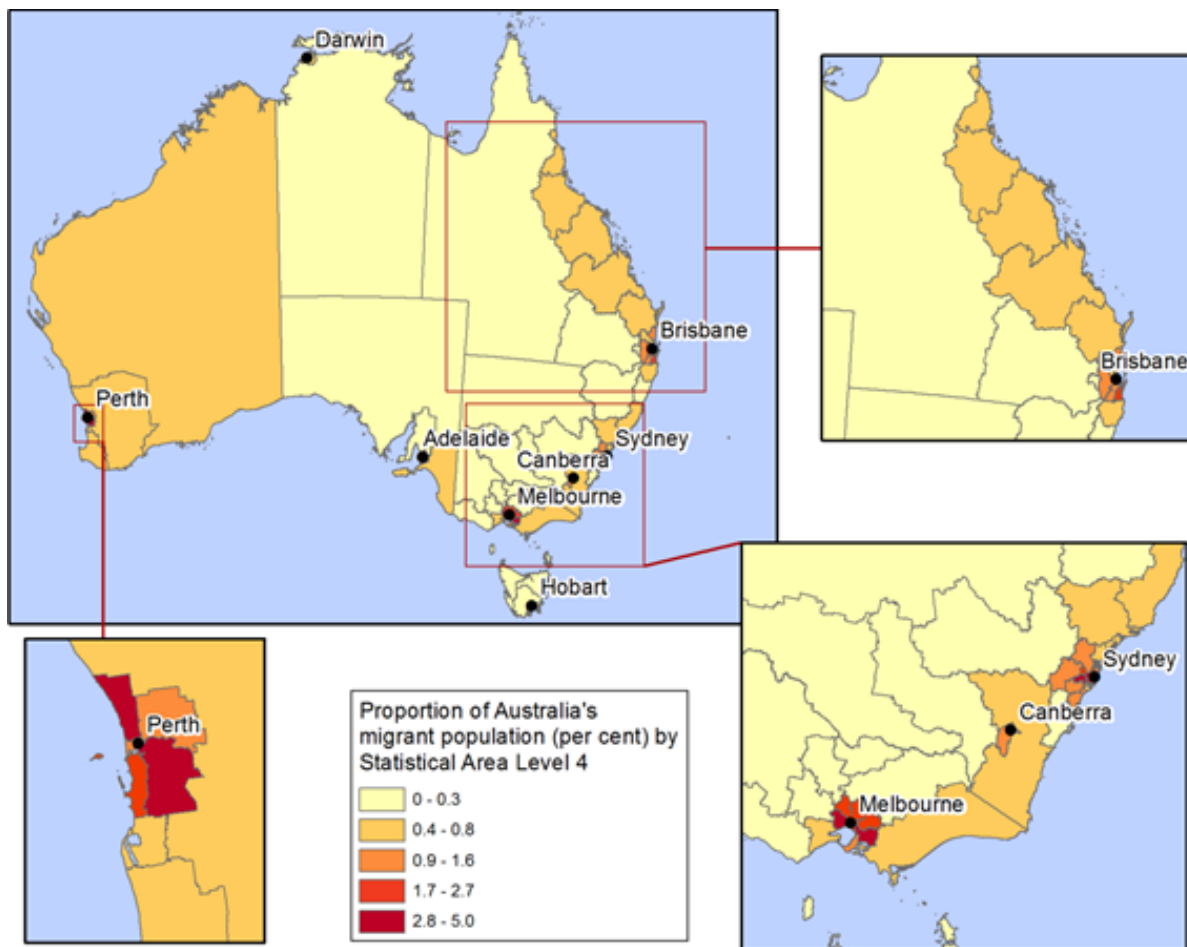 Darwin
Brisbane
Perth
Adelaide
Sydney
Canberra
Melbourne
Hobart
Brisbane
Sydney
Canberra
Melbourne
Perth
Proportion of Australia's
migrant population (per cent) by
Statistical Area Level 4
0 - 0.3
0.4 - 0.8
0.9 - 1.6
1.7 - 2.7
2.8 - 5.0